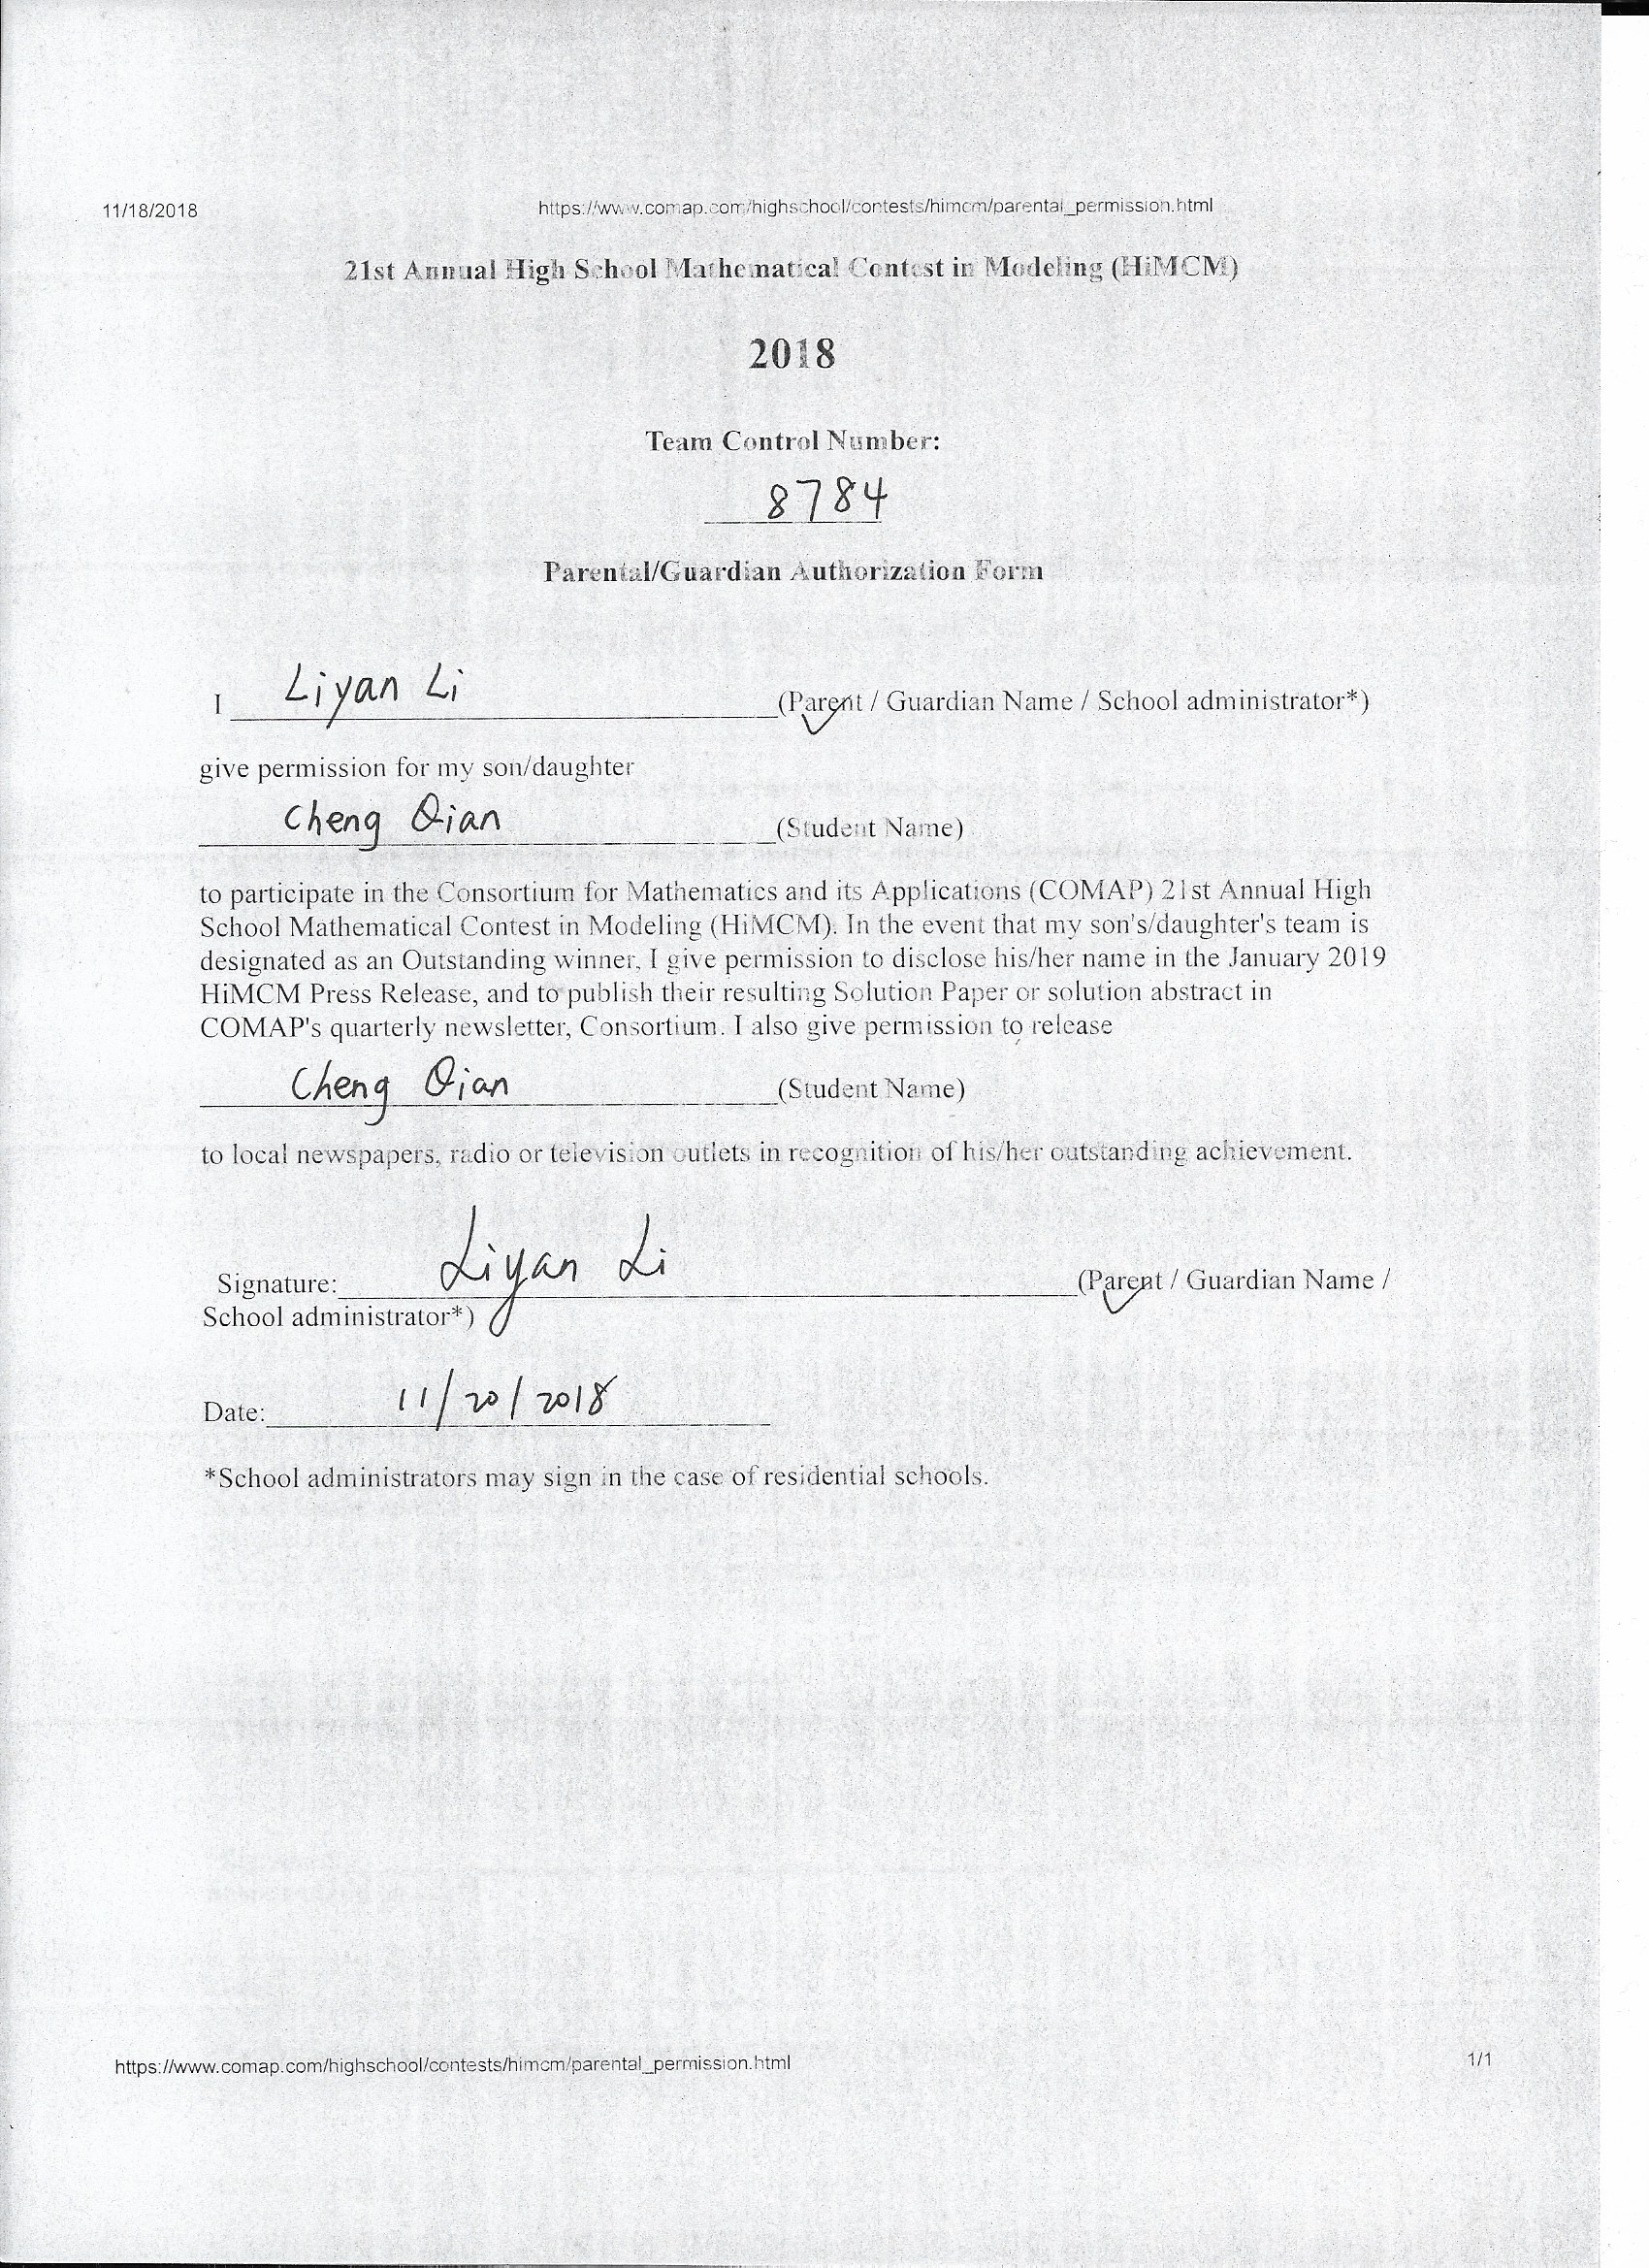 11/18/2018 https://www.comap.com/highschool/contests/himcm/parental_permission.html
21st Annual High School Mathematical Contest in Modeling (HiMCM)
2018
Team Control Number:
8784
Parental/Guardian Authorization Form
I Liyan Li (Parent / Guardian Name / School administrator*)
give permission for my son/daughter
Cheng Qian (Student Name)
to participate in the Consortium for Mathematics and its Applications (COMAP) 21st Annual High
School Mathematical Contest in Modeling (HiMCM). In the event that my son's/daughter's team is
designated as an Outstanding winner, I give permission to disclose his/her name in the January 2019
HiMCM Press Release, and to publish their resulting Solution Paper or solution abstract in
COMAP's quarterly newsletter, Consortium. I also give permission to release
Cheng Qian (Student Name)
to local newspapers, radio or television outlets in recognition of his/her outstanding achievement.
Signature: Liyan Li (Parent / Guardian Name /
School administrator*)
Date: 11/20/2018
*School administrators may sign in the case of residential schools.
https://www.comap.com/highschool/contests/himcm/parental_permission.html 1/1